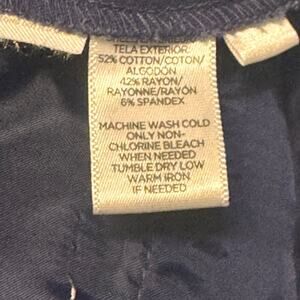 TELA EXTERIOR
52% COTTON/COTON/
ALGODÓN
42% RAYON/
RAYONNE/RAYÓN
6% SPANDEX
MACHINE WASH COLD
ONLY NON-
CHLORINE BLEACH
WHEN NEEDED
TUMBLE DRY LOW
WARM IRON
IF NEEDED